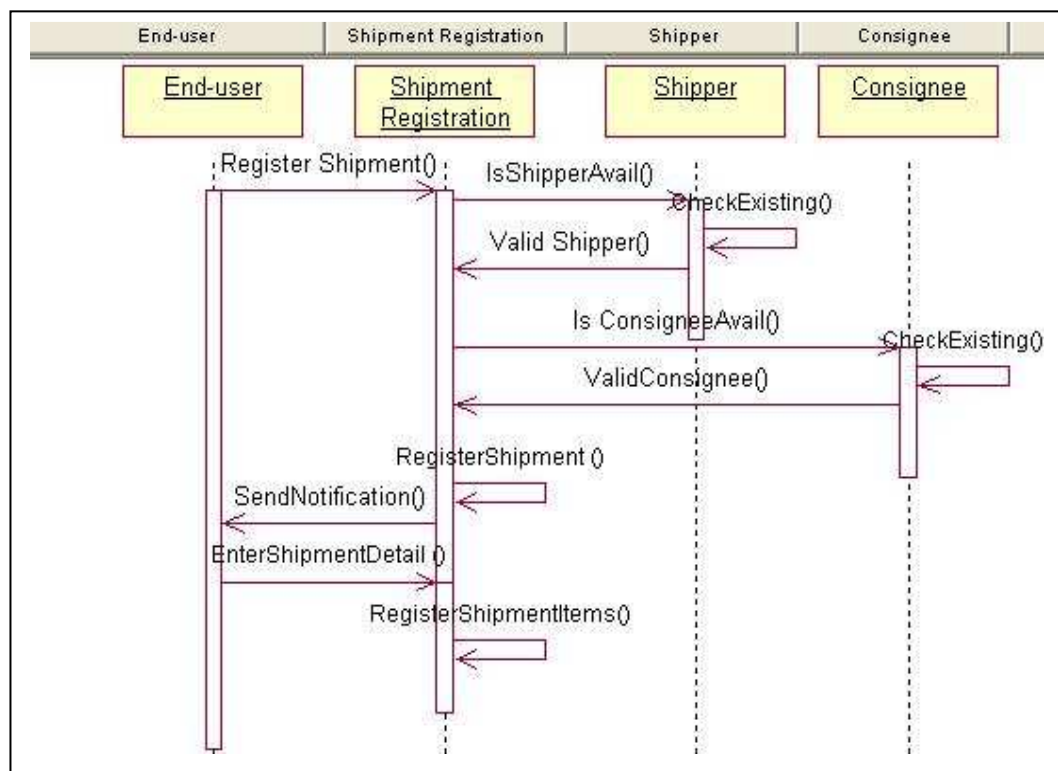 End-user Shipment Registration Shipper Consignee
End-user Shipment Shipper Consignee
Registration
Register Shipment()
IsShipperAvail()
CheckExisting()
Valid Shipper()
Is ConsigneeAvail()
CheckExisting()
ValidConsignee()
RegisterShipment ()
SendNotification()
EnterShipmentDetail ()
RegisterShipmentItems()